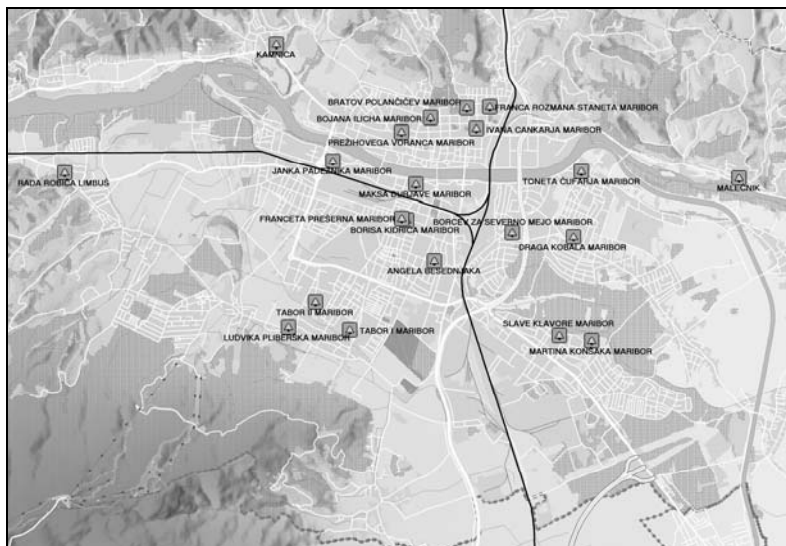 KAMNICA
BRATOV POLANČIČEV MARIBOR
FRANCA ROZMANA STANETA MARIBOR
BOJANA ILICHA MARIBOR
IVANA CANKARJA MARIBOR
PREŽIHOVEGA VORANCA MARIBOR
JANKA PADEŽNIKA MARIBOR
TONETA ČUFARJA MARIBOR
RADA ROBIČA LIMBUŠ
MALEČNIK
MAKSA DURJAVE MARIBOR
FRANCETA PREŠERNA MARIBOR
BORCEV ZA SEVERNO MEJO MARIBOR
BORISA KIDRIČA MARIBOR
DRAGA KOBALA MARIBOR
ANGELA BESEDNJAKA
TABOR II MARIBOR
SLAVE KLAVORE MARIBOR
LUDVIKA PLIBERŠKA MARIBOR
TABOR I MARIBOR
MARTINA KONŠAKA MARIBOR